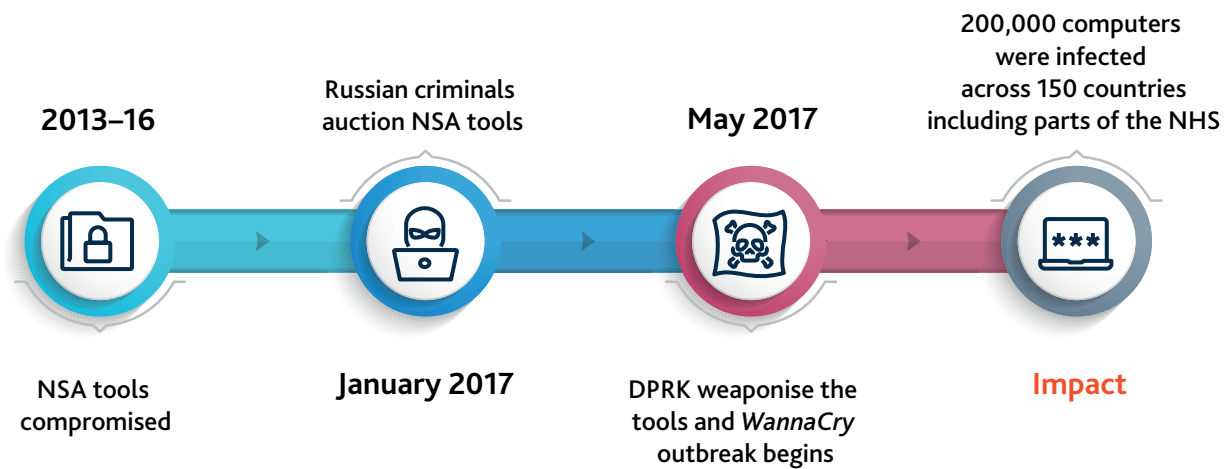 2013–16
NSA tools
compromised
Russian criminals
auction NSA tools
January 2017
May 2017
DPRK weaponise the
tools and WannaCry
outbreak begins
200,000 computers
were infected
across 150 countries
including parts of the NHS
***
Impact